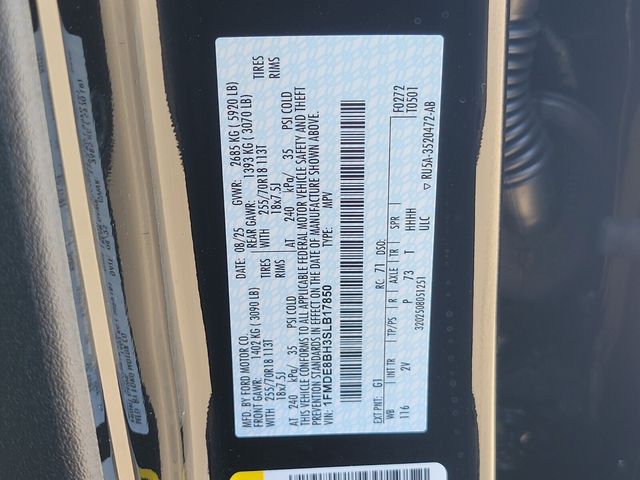 MFD. BY FORD MOTOR CO.
DATE: 08/25 GVWR: 2685 KG ( 5920 LB)
FRONT GAWR: 1402 KG ( 3090 LB) REAR GAWR: 1393 KG ( 3070 LB)
WITH 255/70R18 113T TIRES WITH 255/70R18 113T TIRES
18x7.5J RIMS 18x7.5J RIMS
AT 240 kPa/ 35 PSI COLD AT 240 kPa/ 35 PSI COLD
THIS VEHICLE CONFORMS TO ALL APPLICABLE FEDERAL MOTOR VEHICLE SAFETY AND THEFT
PREVENTION STANDARDS IN EFFECT ON THE DATE OF MANUFACTURE SHOWN ABOVE.
VIN: 1FMDE8BH3SLB17850 TYPE: MPV
F0272
T0501
EXT PNT: G1 RC: 71 DSO:
WB INT TR TP/PS R AXLE TR SPR
116 2V P 73 T HHHH
ULC
3202508051251
▽ RU5A-3520472-AB